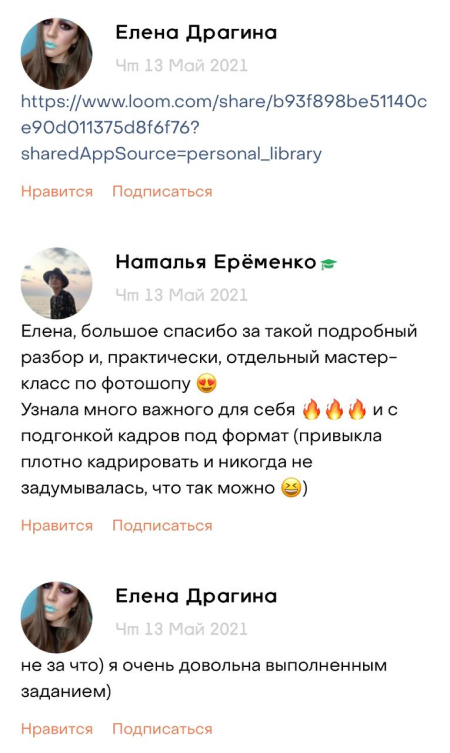 Елена Драгина
Чт 13 Май 2021
https://www.loom.com/share/b93f898be51140c
e90d011375d8f6f76?
sharedAppSource=personal_library
Нравится Подписаться
Наталья Ерёменко
Чт 13 Май 2021
Елена, большое спасибо за такой подробный
разбор и, практически, отдельный мастер-
класс по фотошопу 😍
Узнала много важного для себя 🔥🔥🔥 и с
подгонкой кадров под формат (привыкла
плотно кадрировать и никогда не
задумывалась, что так можно 😆)
Нравится Подписаться
Елена Драгина
Чт 13 Май 2021
не за что) я очень довольна выполненным
заданием)
Нравится Подписаться